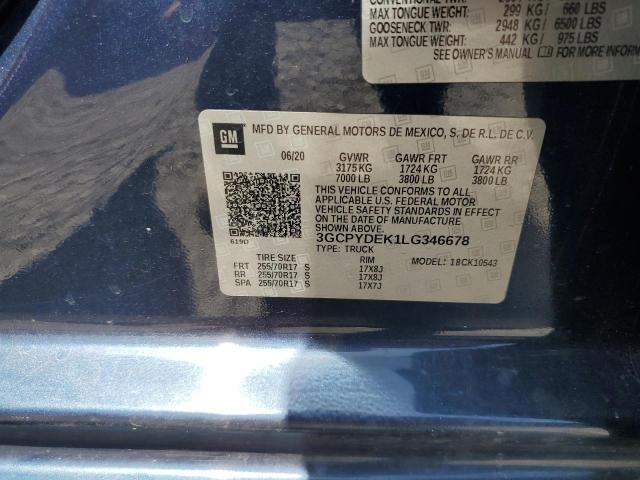 MAX TONGUE WEIGHT: 299 KG / 660 LBS
GOOSENECK TWR: 2948 KG / 6500 LBS
MAX TONGUE WEIGHT: 442 KG / 975 LBS
SEE OWNER'S MANUAL FOR MORE INFORM
GM
MFD BY GENERAL MOTORS DE MEXICO, S. DE R.L. DE C.V.
06/20 GVWR GAWR FRT GAWR RR
3175 KG 1724 KG 1724 KG
7000 LB 3800 LB 3800 LB
THIS VEHICLE CONFORMS TO ALL
APPLICABLE U.S. FEDERAL MOTOR
VEHICLE SAFETY STANDARDS IN EFFECT
ON THE DATE OF MANUFACTURE SHOWN ABOVE.
3GCPYDEK1LG346678
619D TYPE: TRUCK
TIRE SIZE RIM MODEL: 18CK10543
FRT 255/70R17 S 17X8J
RR 255/70R17 S 17X8J
SPA 255/70R17 S 17X7J